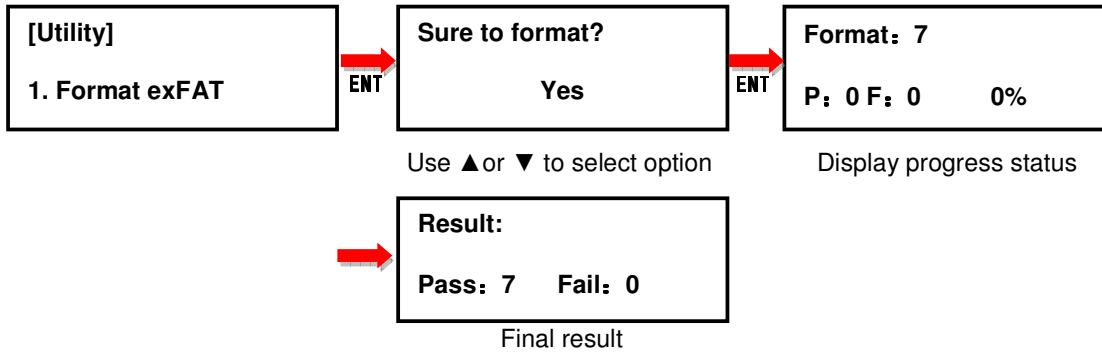 [Utility]
1. Format exFAT
ENT
Sure to format?
Yes
Use ▲or ▼ to select option
ENT
Format：7
P：0 F：0 0%
Display progress status
Result:
Pass：7 Fail：0
Final result